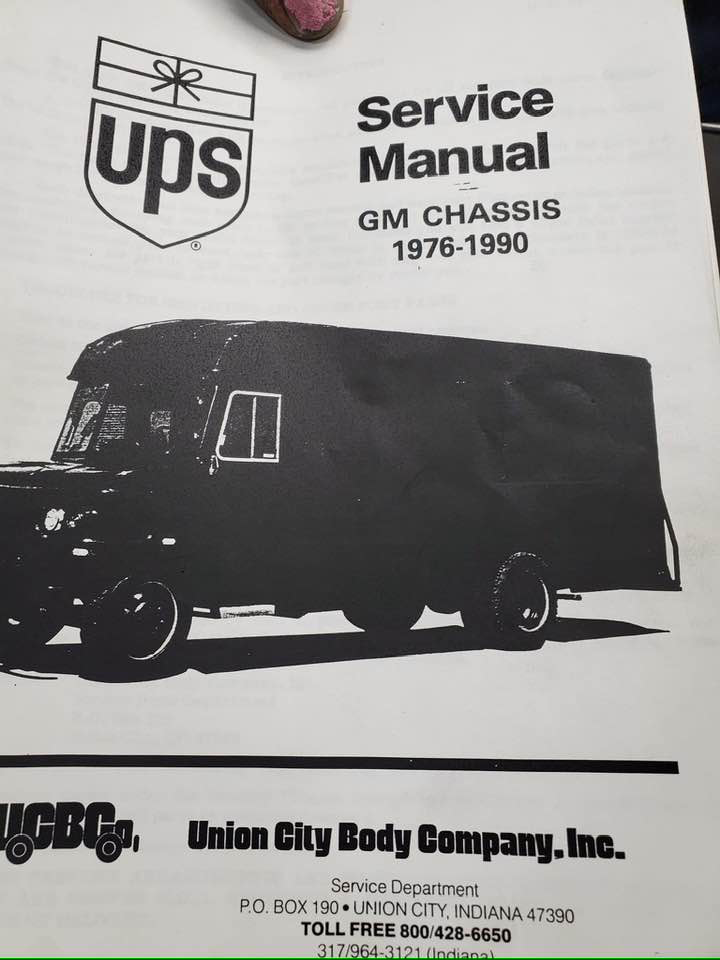 ups
®
Service
Manual
GM CHASSIS
1976-1990
UCBCo,
Union City Body Company, Inc.
Service Department
P.O. BOX 190 • UNION CITY, INDIANA 47390
TOLL FREE 800/428-6650
317/964-3121 (Indiana)